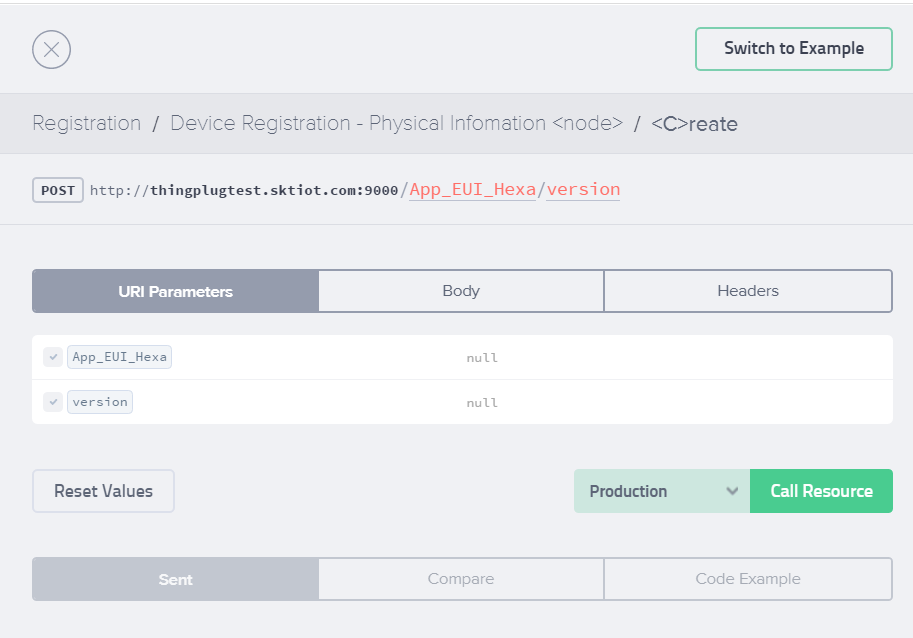 Switch to Example
Registration / Device Registration - Physical Infomation <node> / <C>reate
POST http://thingplugtest.sktiot.com:9000/App_EUI_Hexa/version
URI Parameters Body Headers
App_EUI_Hexa null
version null
Reset Values Production Call Resource
Sent Compare Code Example